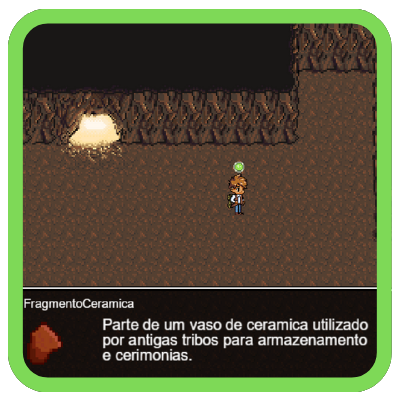 FragmentoCeramica
Parte de um vaso de ceramica utilizado
por antigas tribos para armazenamento
e cerimonias.